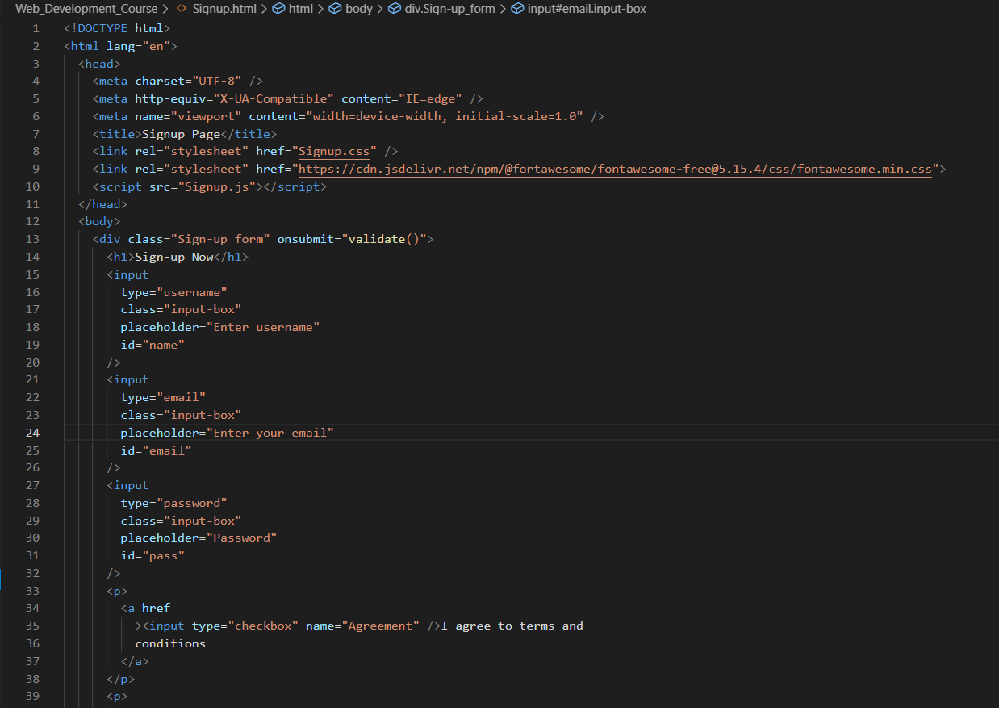 Web_Development_Course > <> Signup.html > html > body > div.Sign-up_form > input#email.input-box
1 <!DOCTYPE html>
2 <html lang="en">
3 <head>
4 <meta charset="UTF-8" />
5 <meta http-equiv="X-UA-Compatible" content="IE=edge" />
6 <meta name="viewport" content="width=device-width, initial-scale=1.0" />
7 <title>Signup Page</title>
8 <link rel="stylesheet" href="Signup.css" />
9 <link rel="stylesheet" href="https://cdn.jsdelivr.net/npm/@fortawesome/fontawesome-free@5.15.4/css/fontawesome.min.css">
10 <script src="Signup.js"></script>
11 </head>
12 <body>
13 <div class="Sign-up_form" onsubmit="validate()">
14 <h1>Sign-up Now</h1>
15 <input
16 type="username"
17 class="input-box"
18 placeholder="Enter username"
19 id="name"
20 />
21 <input
22 type="email"
23 class="input-box"
24 placeholder="Enter your email"
25 id="email"
26 />
27 <input
28 type="password"
29 class="input-box"
30 placeholder="Password"
31 id="pass"
32 />
33 <p>
34 <a href
35 ><input type="checkbox" name="Agreement" />I agree to terms and
36 conditions
37 </a>
38 </p>
39 <p>